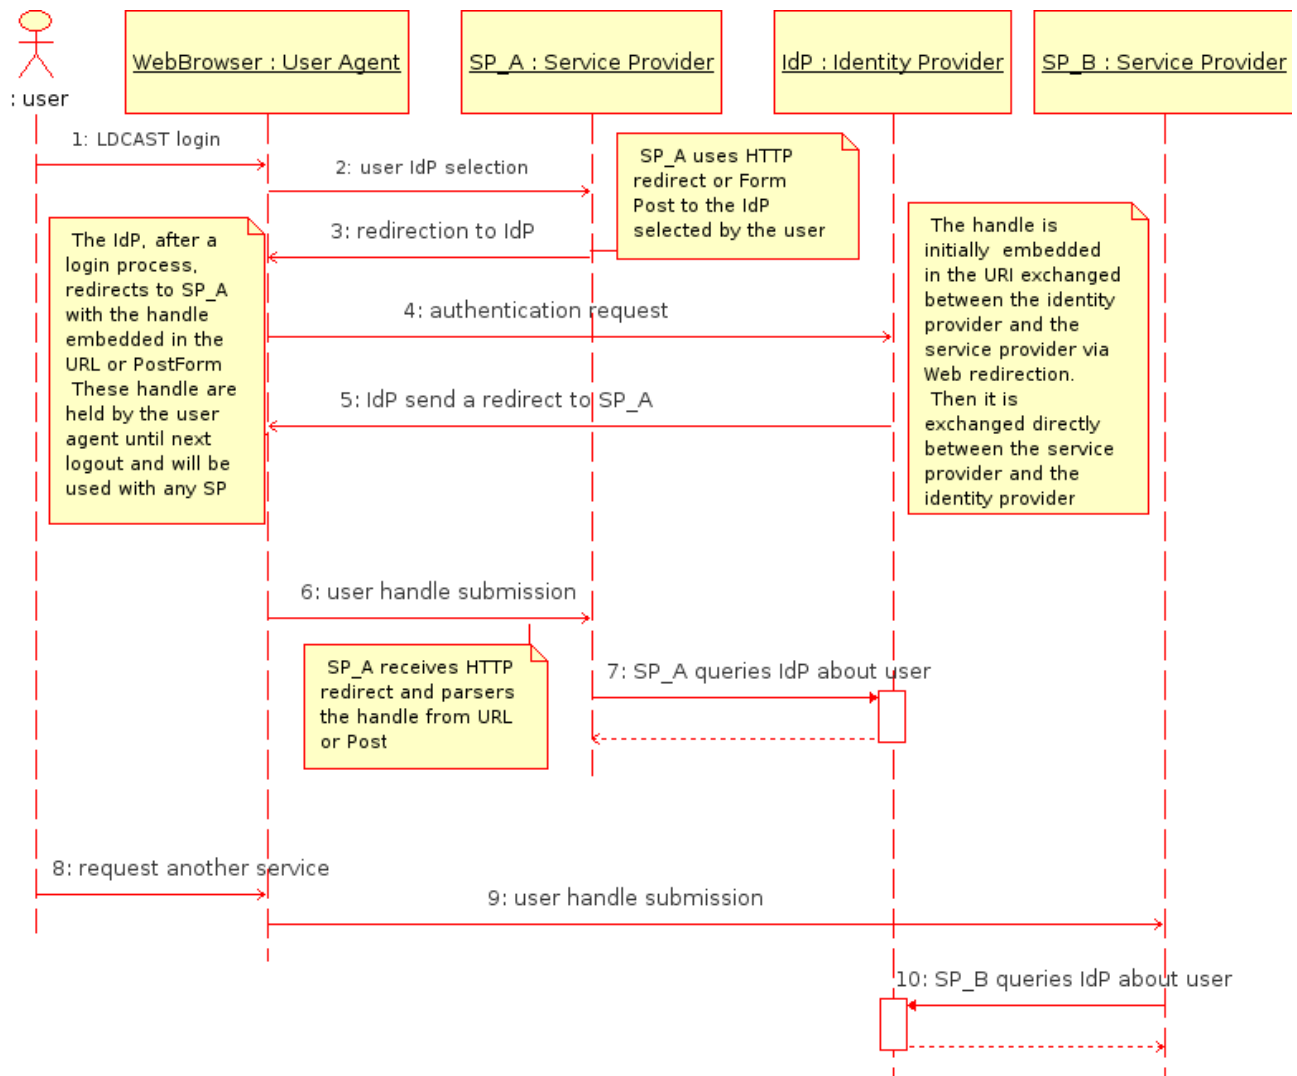 WebBrowser : User Agent
SP_A : Service Provider
IdP : Identity Provider
SP_B : Service Provider
: user
1: LDCAST login
2: user IdP selection
SP_A uses HTTP
redirect or Form
Post to the IdP
selected by the user
3: redirection to IdP
The IdP, after a
login process,
redirects to SP_A
with the handle
embedded in the
URL or PostForm
These handle are
held by the user
agent until next
logout and will be
used with any SP
The handle is
initially embedded
in the URI exchanged
between the identity
provider and the
service provider via
Web redirection.
Then it is
exchanged directly
between the service
provider and the
identity provider
4: authentication request
5: IdP send a redirect to SP_A
6: user handle submission
SP_A receives HTTP
redirect and parsers
the handle from URL
or Post
7: SP_A queries IdP about user
8: request another service
9: user handle submission
10: SP_B queries IdP about user